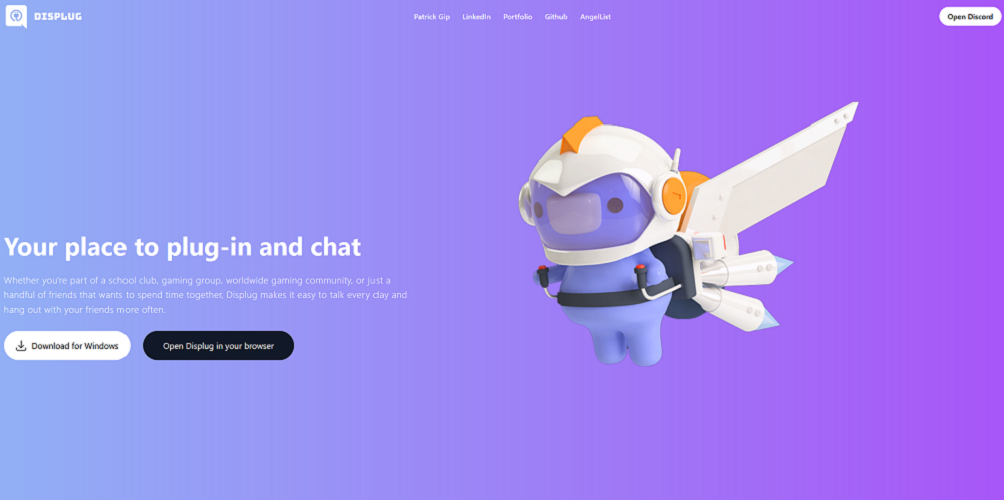 DISPLUG
Patrick Gip LinkedIn Portfolio Github AngelList
Open Discord
Your place to plug-in and chat
Whether you're part of a school club, gaming group, worldwide gaming community, or just a
handful of friends that wants to spend time together, Displug makes it easy to talk every day and
hang out with your friends more often.
Download for Windows
Open Displug in your browser